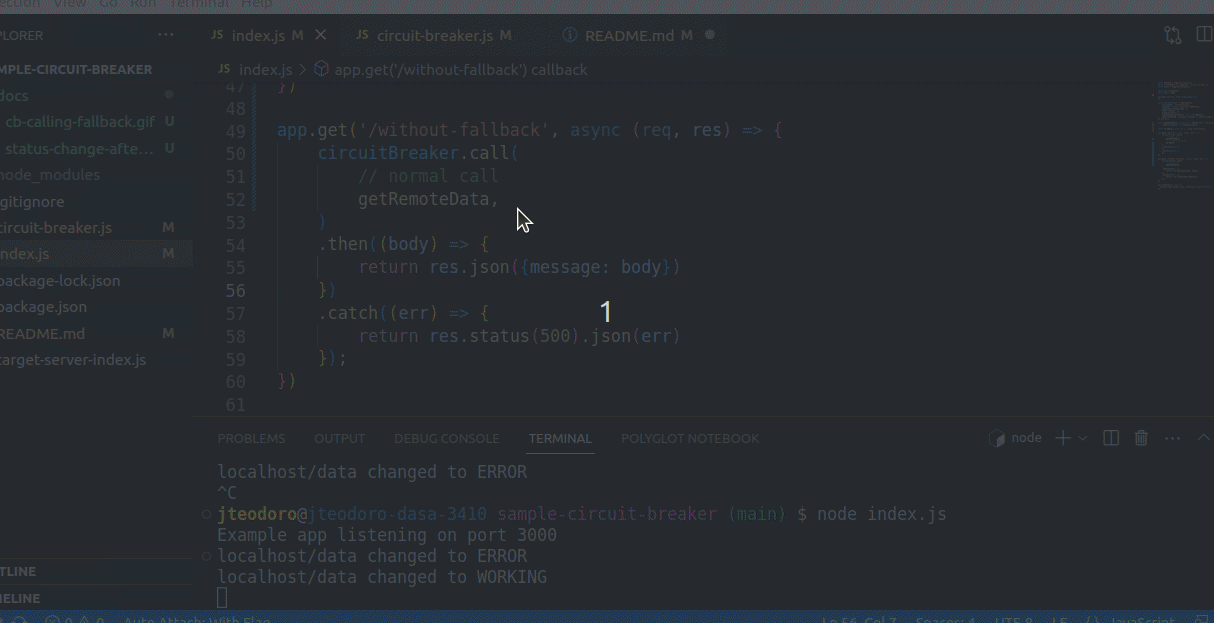 ection View Go Run Terminal Help
PLORER ···
JS index.js M
JS circuit-breaker.js M
README.md M
MPLE-CIRCUIT-BREAKER
JS index.js > app.get('/without-fallback') callback
docs
cb-calling-fallback.gif U
status-change-afte... U
node_modules
gitignore
circuit-breaker.js M
index.js M
package-lock.json
package.json
README.md M
target-server-index.js
47 })
48
49 app.get('/without-fallback', async (req, res) => {
50 circuitBreaker.call(
51 // normal call
52 getRemoteData,
53 )
54 .then((body) => {
55 return res.json({message: body})
56 })
57 .catch((err) => {
58 return res.status(500).json(err)
59 });
60 })
61
1
PROBLEMS OUTPUT DEBUG CONSOLE TERMINAL POLYGLOT NOTEBOOK
node
localhost/data changed to ERROR
^C
jteodoro@jteodoro-dasa-3410 sample-circuit-breaker (main) $ node index.js
Example app listening on port 3000
localhost/data changed to ERROR
localhost/data changed to WORKING
TLINE
MELINE
0 0 Auto Attach: With Flag
Ln 56, Col 7 Spaces: 4 UTF-8 LF {} JavaScript